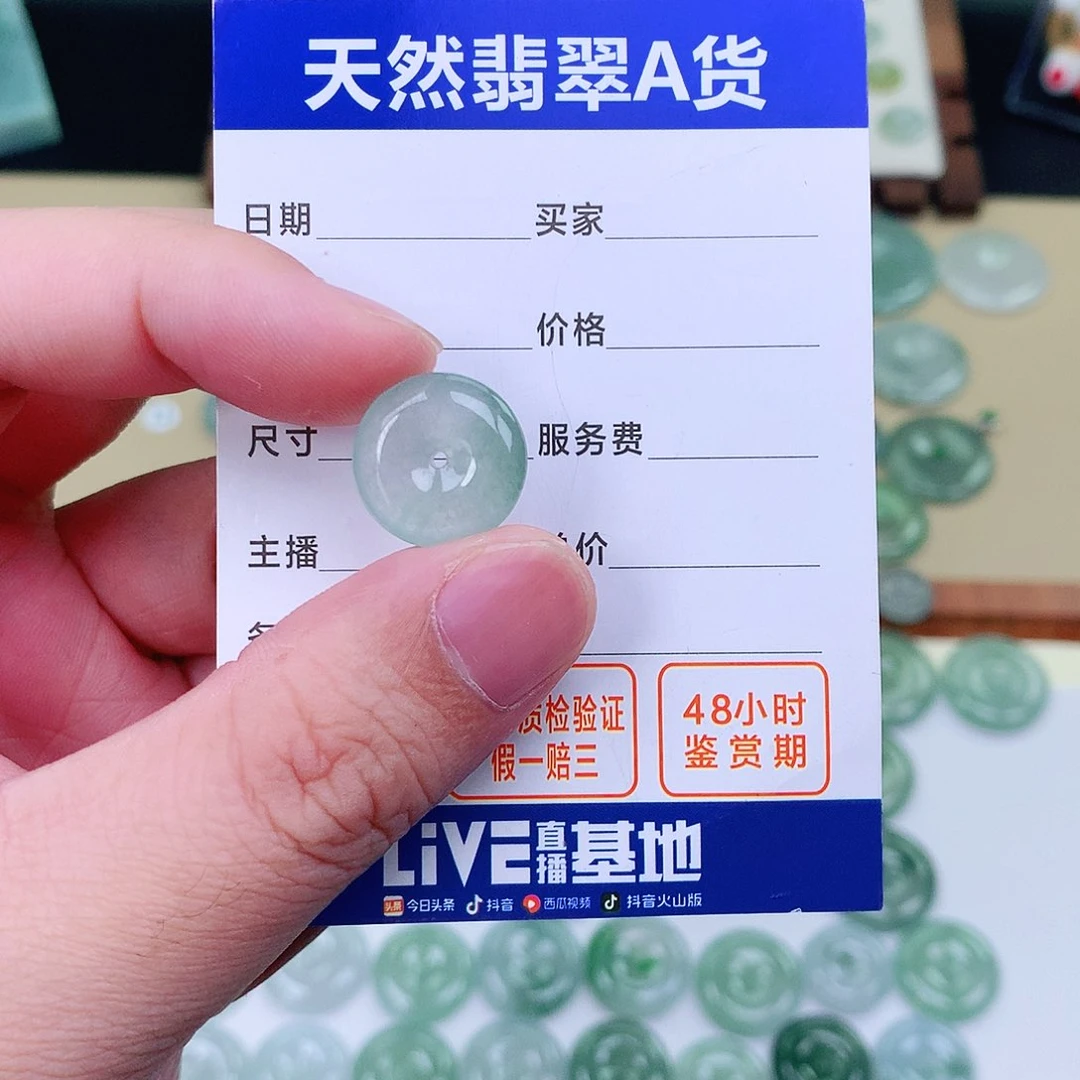 天然翡翠A货
日期 买家
价格
尺寸 服务费
主播 价
质检验证
假一赔三
48小时
鉴赏期
LiVE直播基地
头条 今日头条 抖音 西瓜视频 抖音火山版